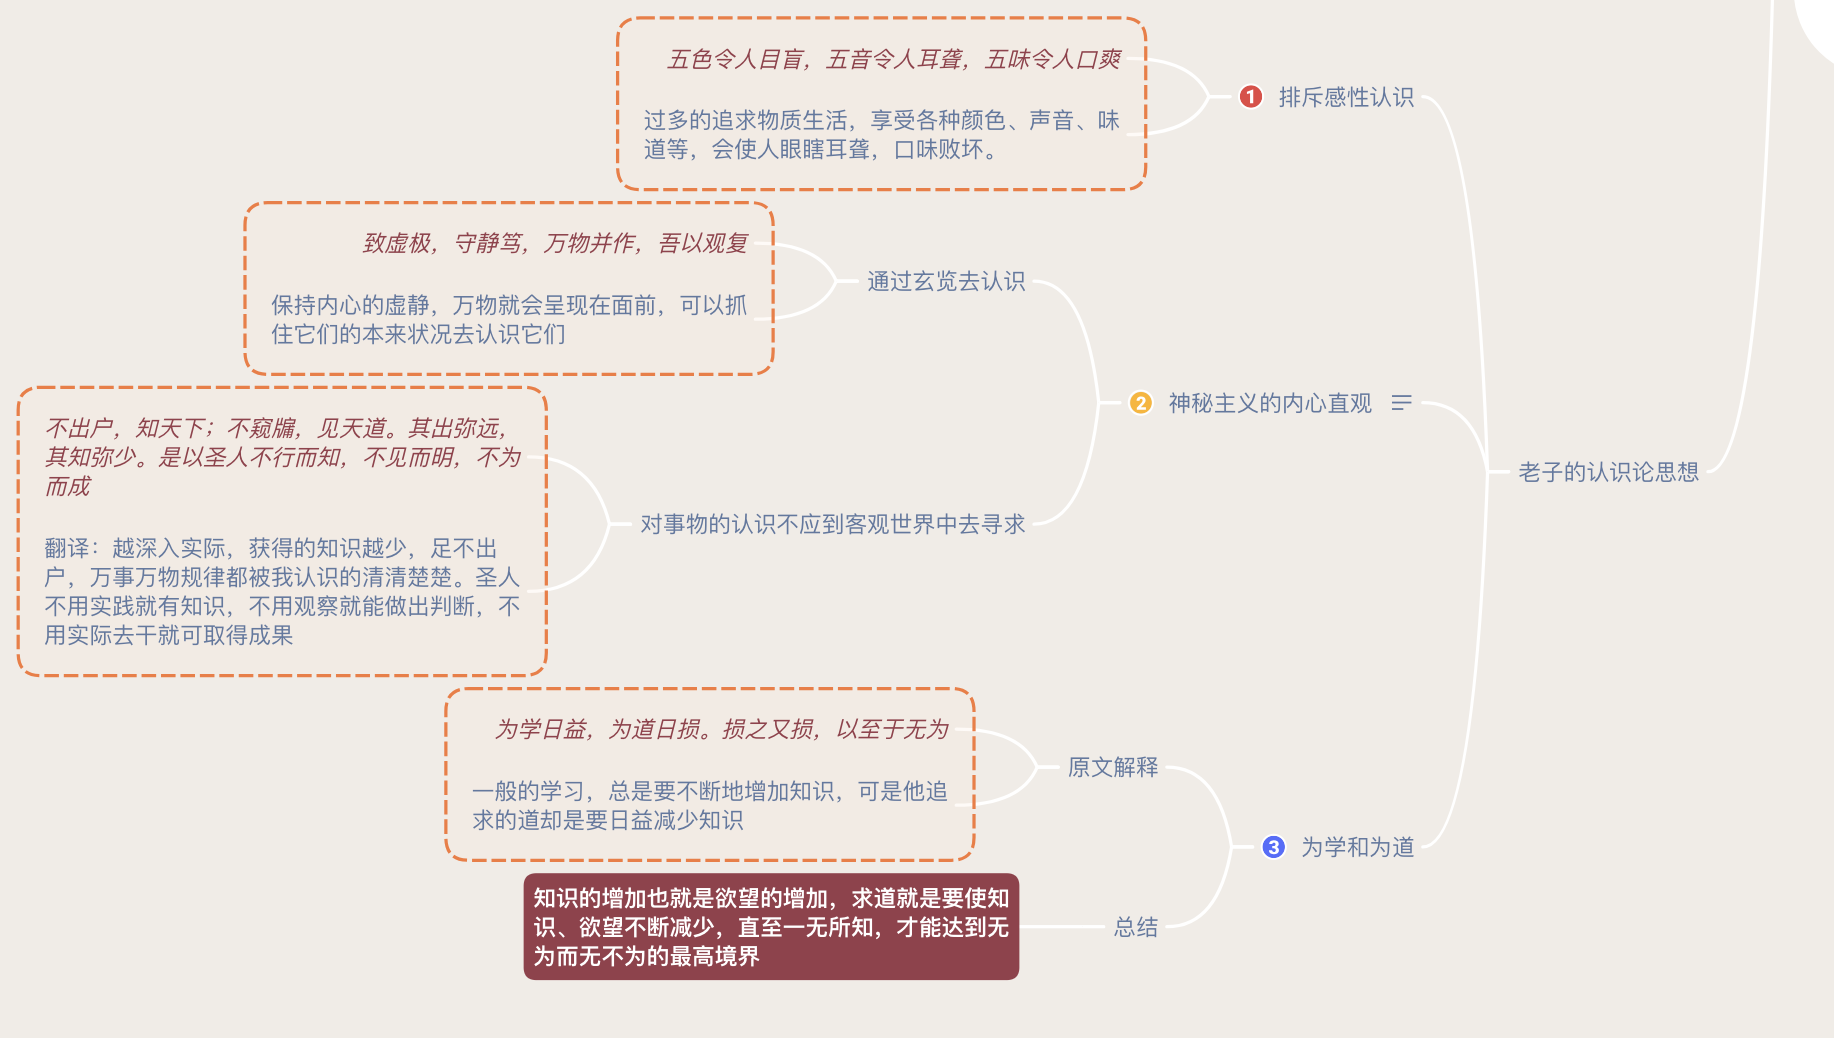 老子的认识论思想
1 排斥感性认识
五色令人目盲，五音令人耳聋，五味令人口爽
过多的追求物质生活，享受各种颜色、声音、味
道等，会使人眼瞎耳聋，口味败坏。
2 神秘主义的内心直观
通过玄览去认识
致虚极，守静笃，万物并作，吾以观复
保持内心的虚静，万物就会呈现在面前，可以抓
住它们的本来状况去认识它们
对事物的认识不应到客观世界中去寻求
不出户，知天下；不窥牖，见天道。其出弥远，
其知弥少。是以圣人不行而知，不见而明，不为
而成
翻译：越深入实际，获得的知识越少，足不出
户，万事万物规律都被我认识的清清楚楚。圣人
不用实践就有知识，不用观察就能做出判断，不
用实际去干就可取得成果
3 为学和为道
原文解释
为学日益，为道日损。损之又损，以至于无为
一般的学习，总是要不断地增加知识，可是他追
求的道却是要日益减少知识
总结
知识的增加也就是欲望的增加，求道就是要使知
识、欲望不断减少，直至一无所知，才能达到无
为而无不为的最高境界